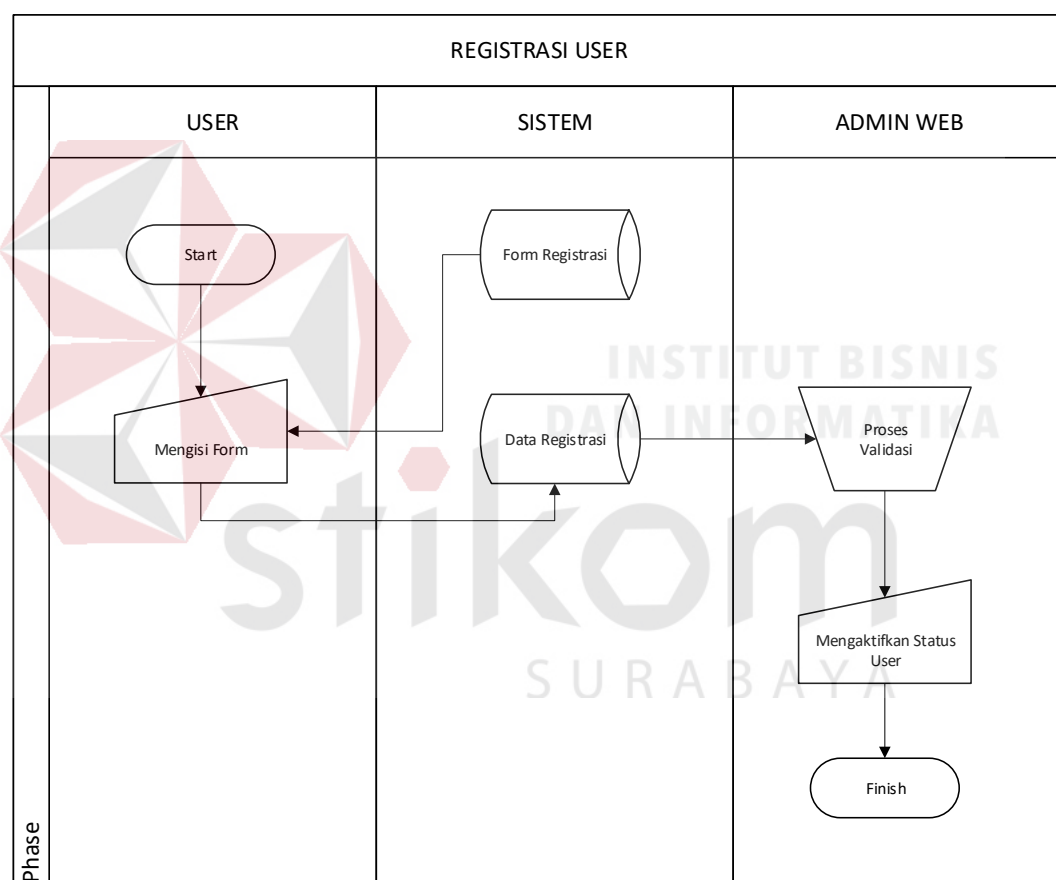 REGISTRASI USER
USER
SISTEM
ADMIN WEB
Start
Form Registrasi
INSTITUT BISNIS
DAN INFORMATIKA
Mengisi Form
Data Registrasi
Proses
Validasi
stikom
Mengaktifkan Status
User
SURABAYA
Finish
Phase